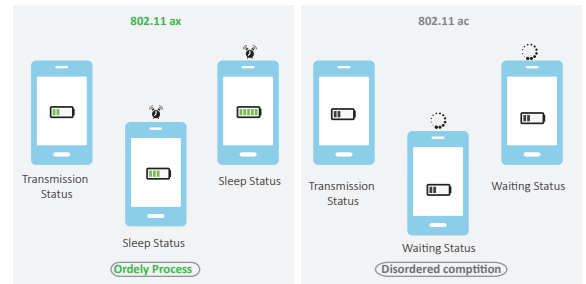 802.11 ax
Transmission
Status
Sleep Status
Sleep Status
Ordely Process
802.11 ac
Transmission
Status
Waiting Status
Waiting Status
Disordered comptition